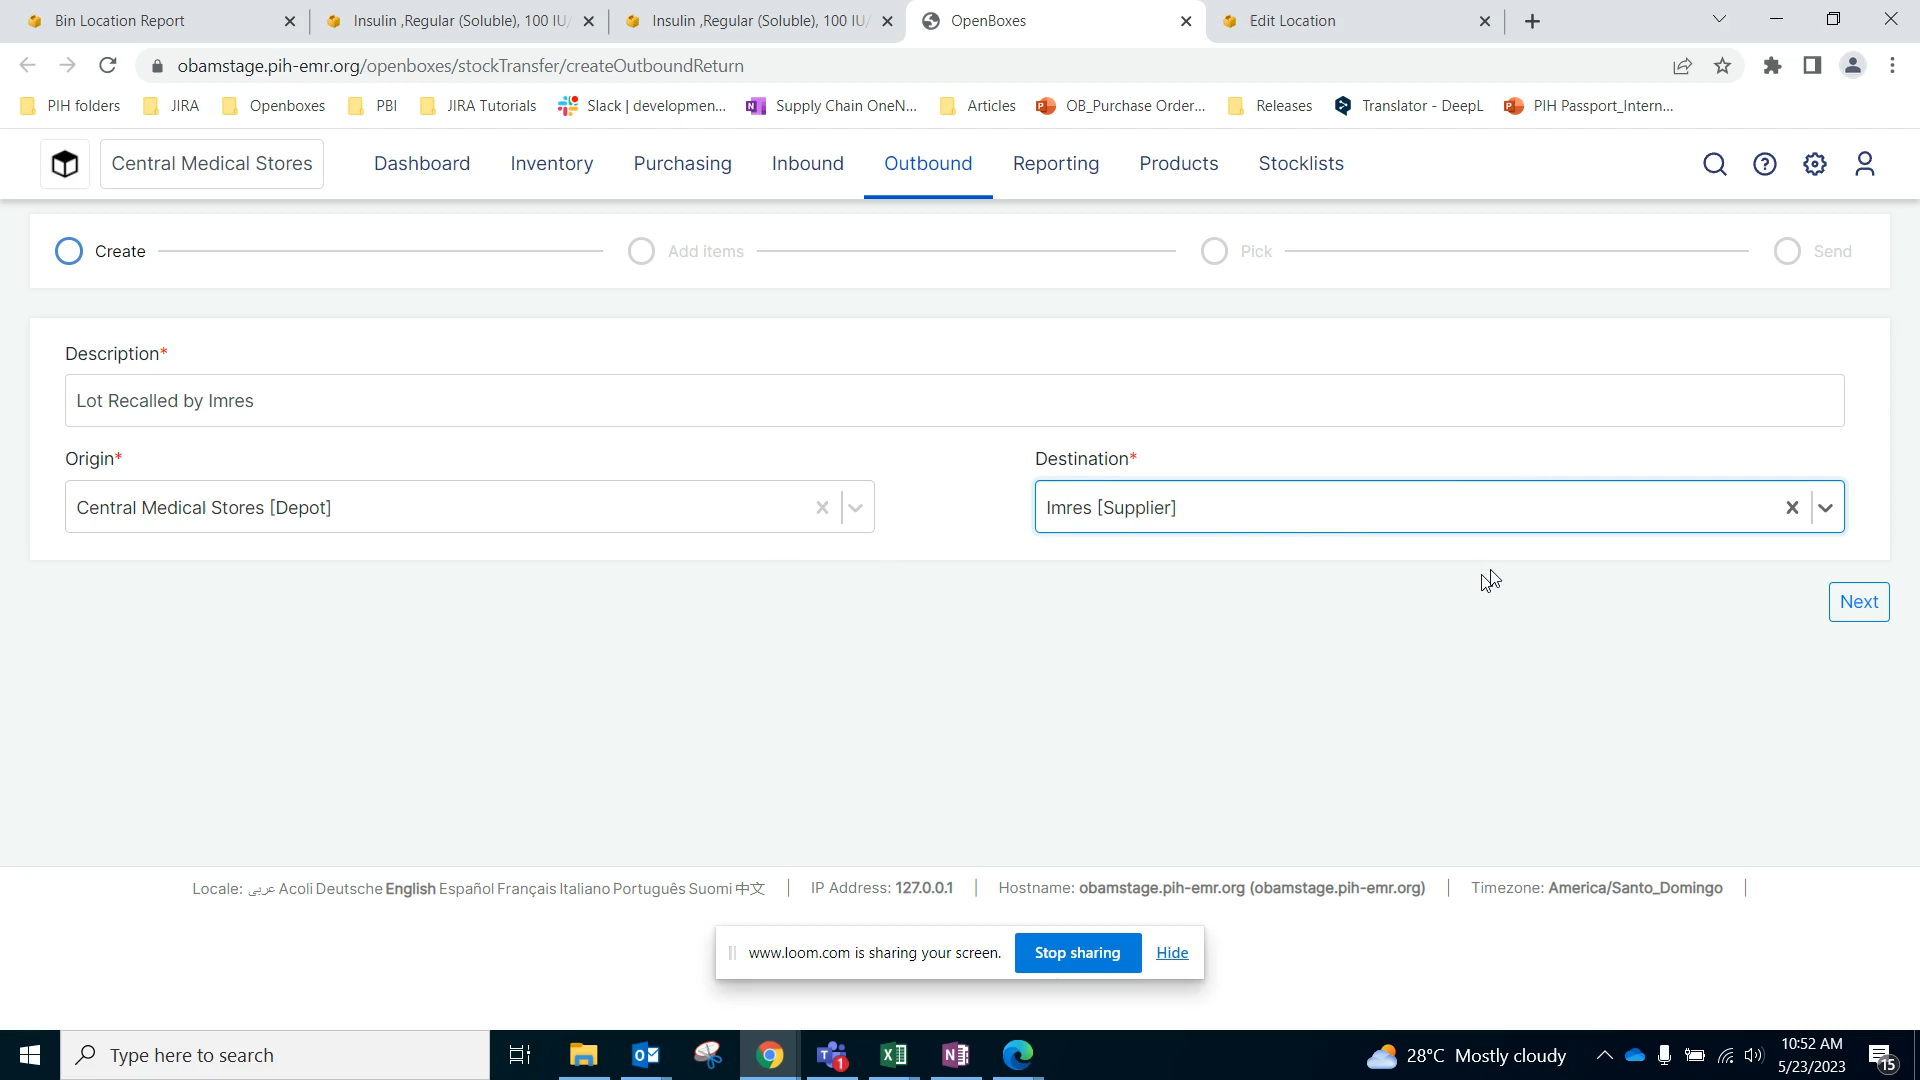 Bin Location Report
Insulin ,Regular (Soluble), 100 IU/
Insulin ,Regular (Soluble), 100 IU/
OpenBoxes
Edit Location
obamstage.pih-emr.org/openboxes/stockTransfer/createOutboundReturn
PIH folders
JIRA
Openboxes
PBI
JIRA Tutorials
Slack | developmen...
Supply Chain OneN...
Articles
OB_Purchase Order...
Releases
Translator - DeepL
PIH Passport_Intern...
Central Medical Stores
Dashboard
Inventory
Purchasing
Inbound
Outbound
Reporting
Products
Stocklists
Create
Add items
Pick
Send
Description*
Lot Recalled by Imres
Origin*
Destination*
Central Medical Stores [Depot]
Imres [Supplier]
Next
Locale: عربى Acoli Deutsche English Español Français Italiano Português Suomi 中文 | IP Address: 127.0.0.1 | Hostname: obamstage.pih-emr.org (obamstage.pih-emr.org) | Timezone: America/Santo_Domingo |
www.loom.com is sharing your screen.
Stop sharing
Hide
Type here to search
1
28°C Mostly cloudy
10:52 AM
5/23/2023
15